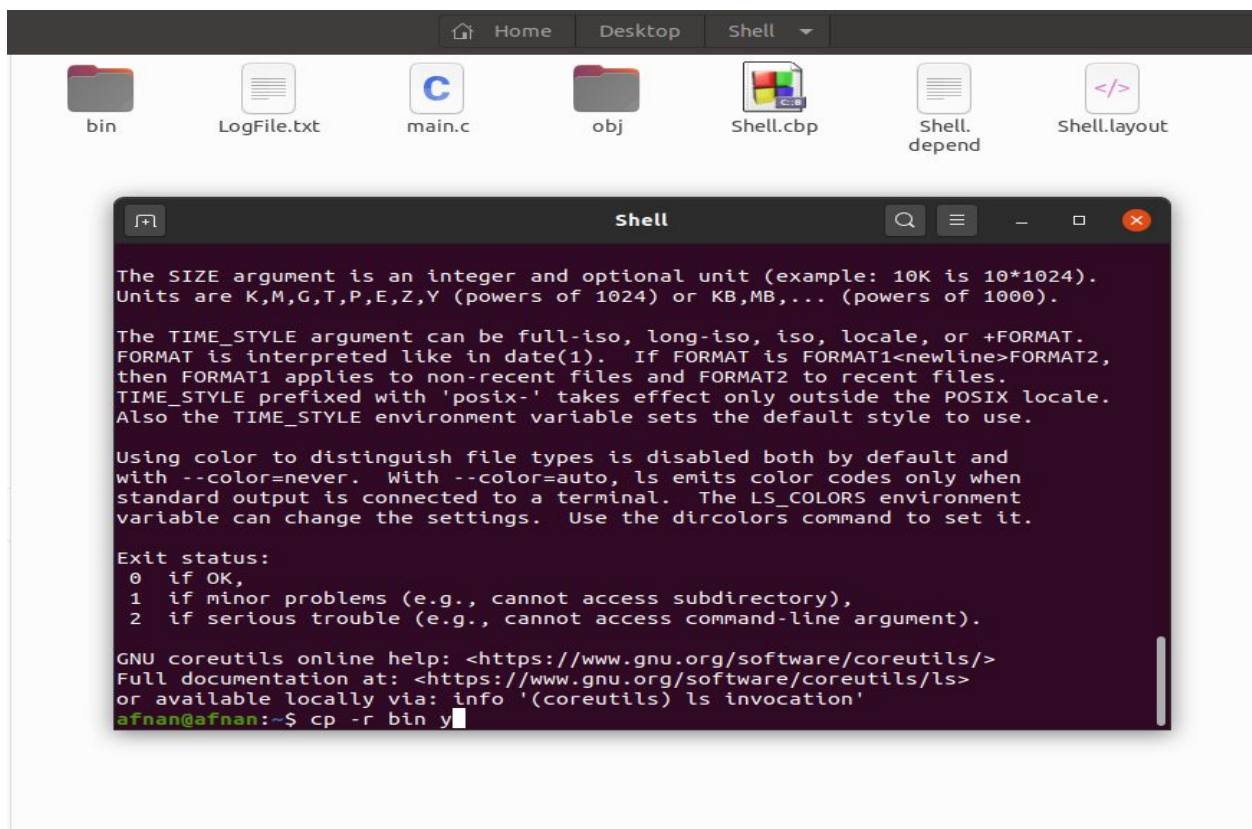 Home Desktop Shell
bin LogFile.txt main.c obj Shell.cbp Shell. Shell.layout
depend
C
C::B
</>
Shell
The SIZE argument is an integer and optional unit (example: 10K is 10*1024).
Units are K,M,G,T,P,E,Z,Y (powers of 1024) or KB,MB,... (powers of 1000).
The TIME_STYLE argument can be full-iso, long-iso, iso, locale, or +FORMAT.
FORMAT is interpreted like in date(1).  If FORMAT is FORMAT1<newline>FORMAT2,
then FORMAT1 applies to non-recent files and FORMAT2 to recent files.
TIME_STYLE prefixed with 'posix-' takes effect only outside the POSIX locale.
Also the TIME_STYLE environment variable sets the default style to use.
Using color to distinguish file types is disabled both by default and
with --color=never.  With --color=auto, ls emits color codes only when
standard output is connected to a terminal.  The LS_COLORS environment
variable can change the settings.  Use the dircolors command to set it.
Exit status:
 0  if OK,
 1  if minor problems (e.g., cannot access subdirectory),
 2  if serious trouble (e.g., cannot access command-line argument).
GNU coreutils online help: <https://www.gnu.org/software/coreutils/>
Full documentation at: <https://www.gnu.org/software/coreutils/ls>
or available locally via: info '(coreutils) ls invocation'
afnan@afnan:~$ cp -r bin y